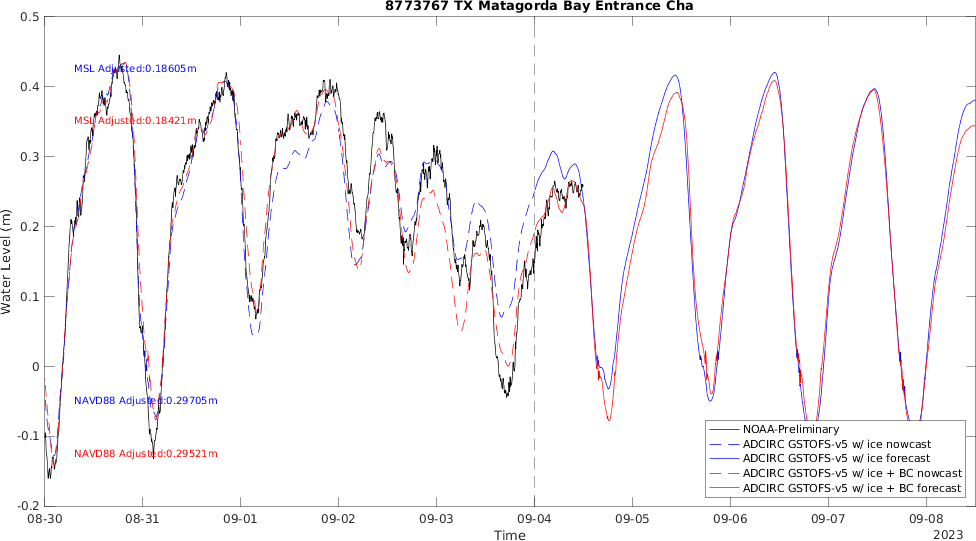 8773767 TX Matagorda Bay Entrance Cha
Water Level (m)
0.5
0.4
0.3
0.2
0.1
0
-0.1
-0.2
MSL Adjusted:0.18605m
MSL Adjusted:0.18421m
NAVD88 Adjusted:0.29705m
NAVD88 Adjusted:0.29521m
NOAA-Preliminary
ADCIRC GSTOFS-v5 w/ ice nowcast
ADCIRC GSTOFS-v5 w/ ice forecast
ADCIRC GSTOFS-v5 w/ ice + BC nowcast
ADCIRC GSTOFS-v5 w/ ice + BC forecast
08-30 08-31 09-01 09-02 09-03 09-04 09-05 09-06 09-07 09-08
Time
2023